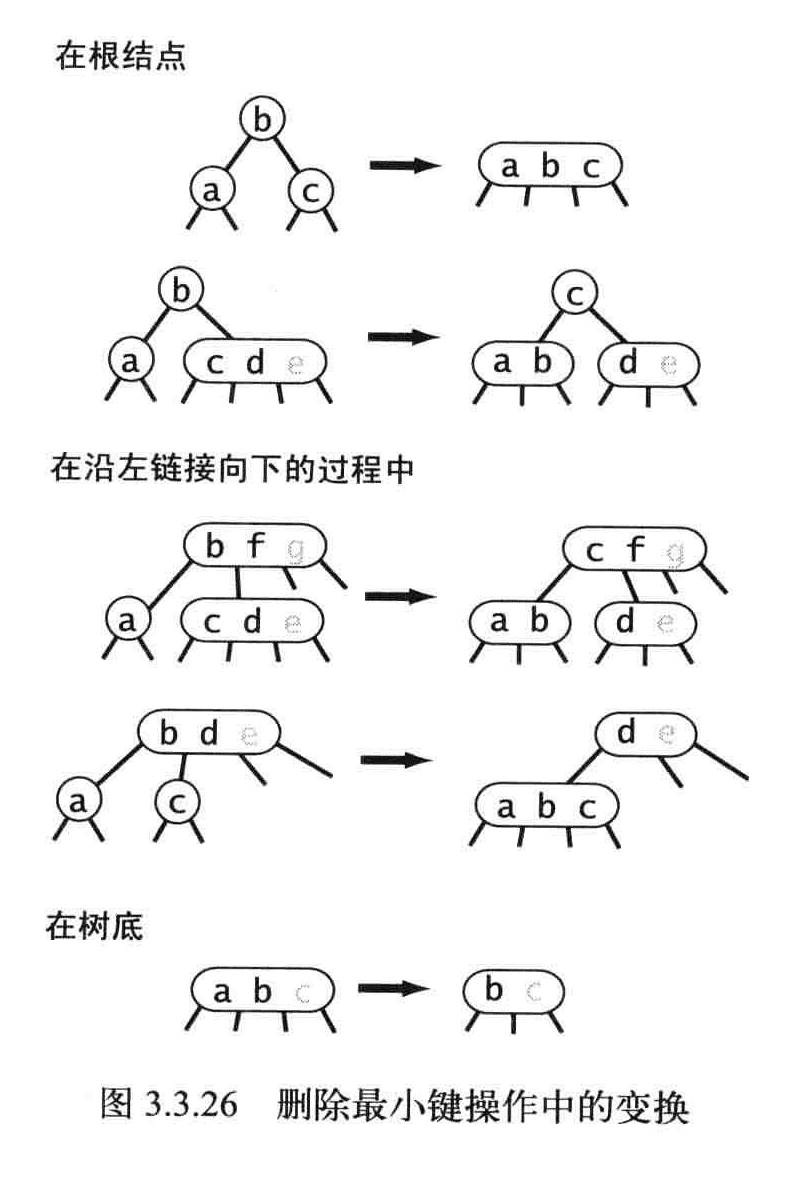 在根结点
b
a c
a b c
b
a c d e
c
a b d e
在沿左链接向下的过程中
b f g
a c d e
c f g
a b d e
b d e
a c
d e
a b c
在树底
a b c
b c
图 3.3.26 删除最小键操作中的变换